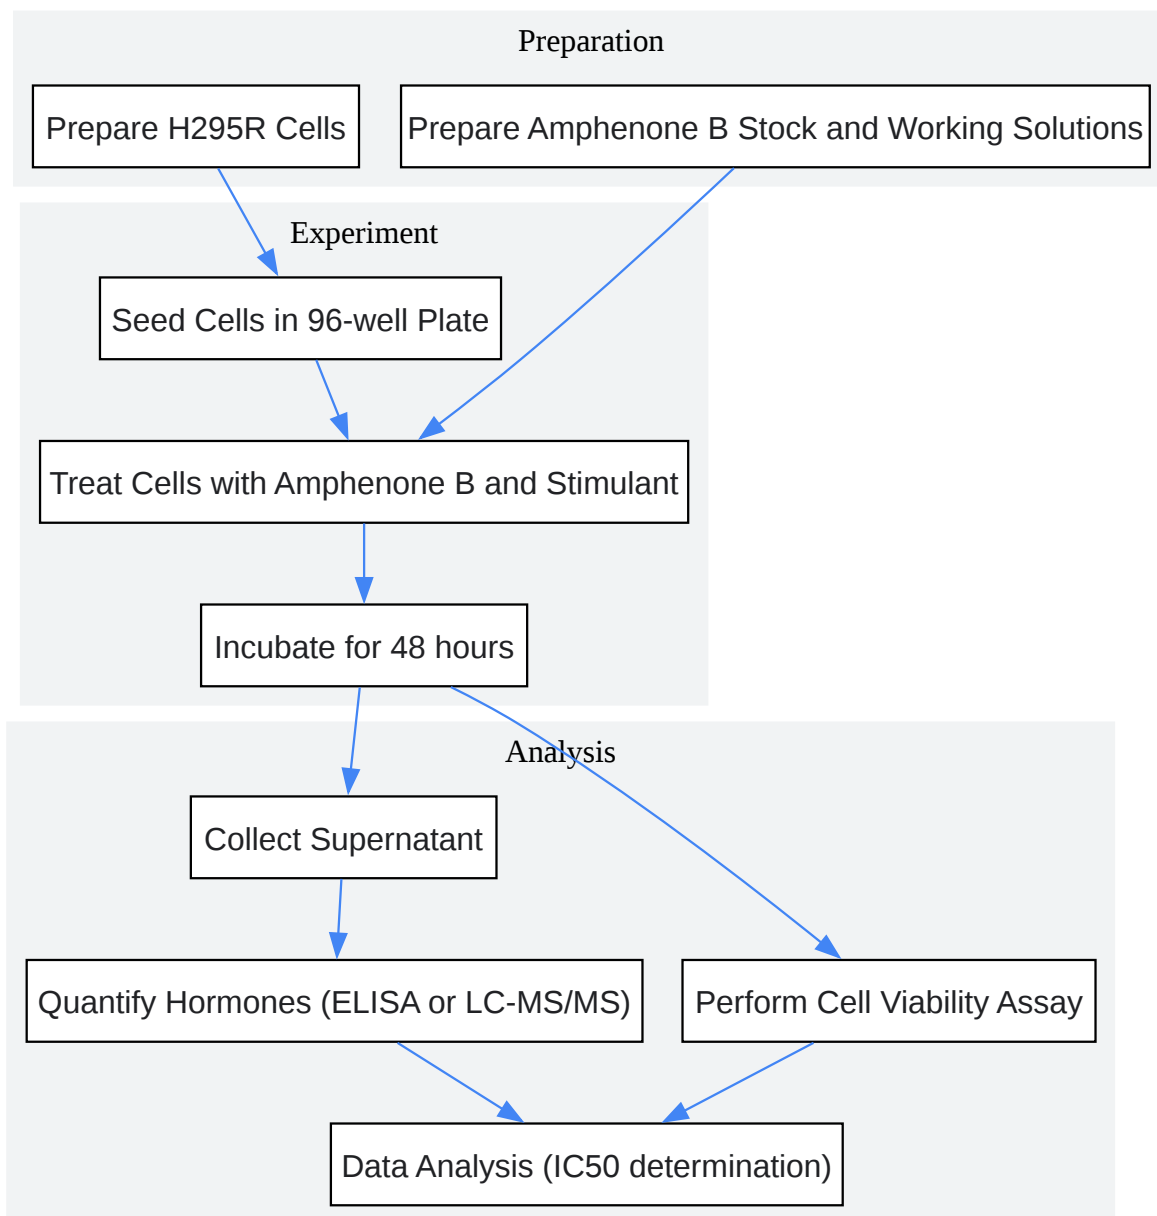 Preparation
Prepare H295R Cells
Prepare Amphenone B Stock and Working Solutions
Experiment
Seed Cells in 96-well Plate
Treat Cells with Amphenone B and Stimulant
Incubate for 48 hours
Analysis
Collect Supernatant
Quantify Hormones (ELISA or LC-MS/MS)
Perform Cell Viability Assay
Data Analysis (IC50 determination)